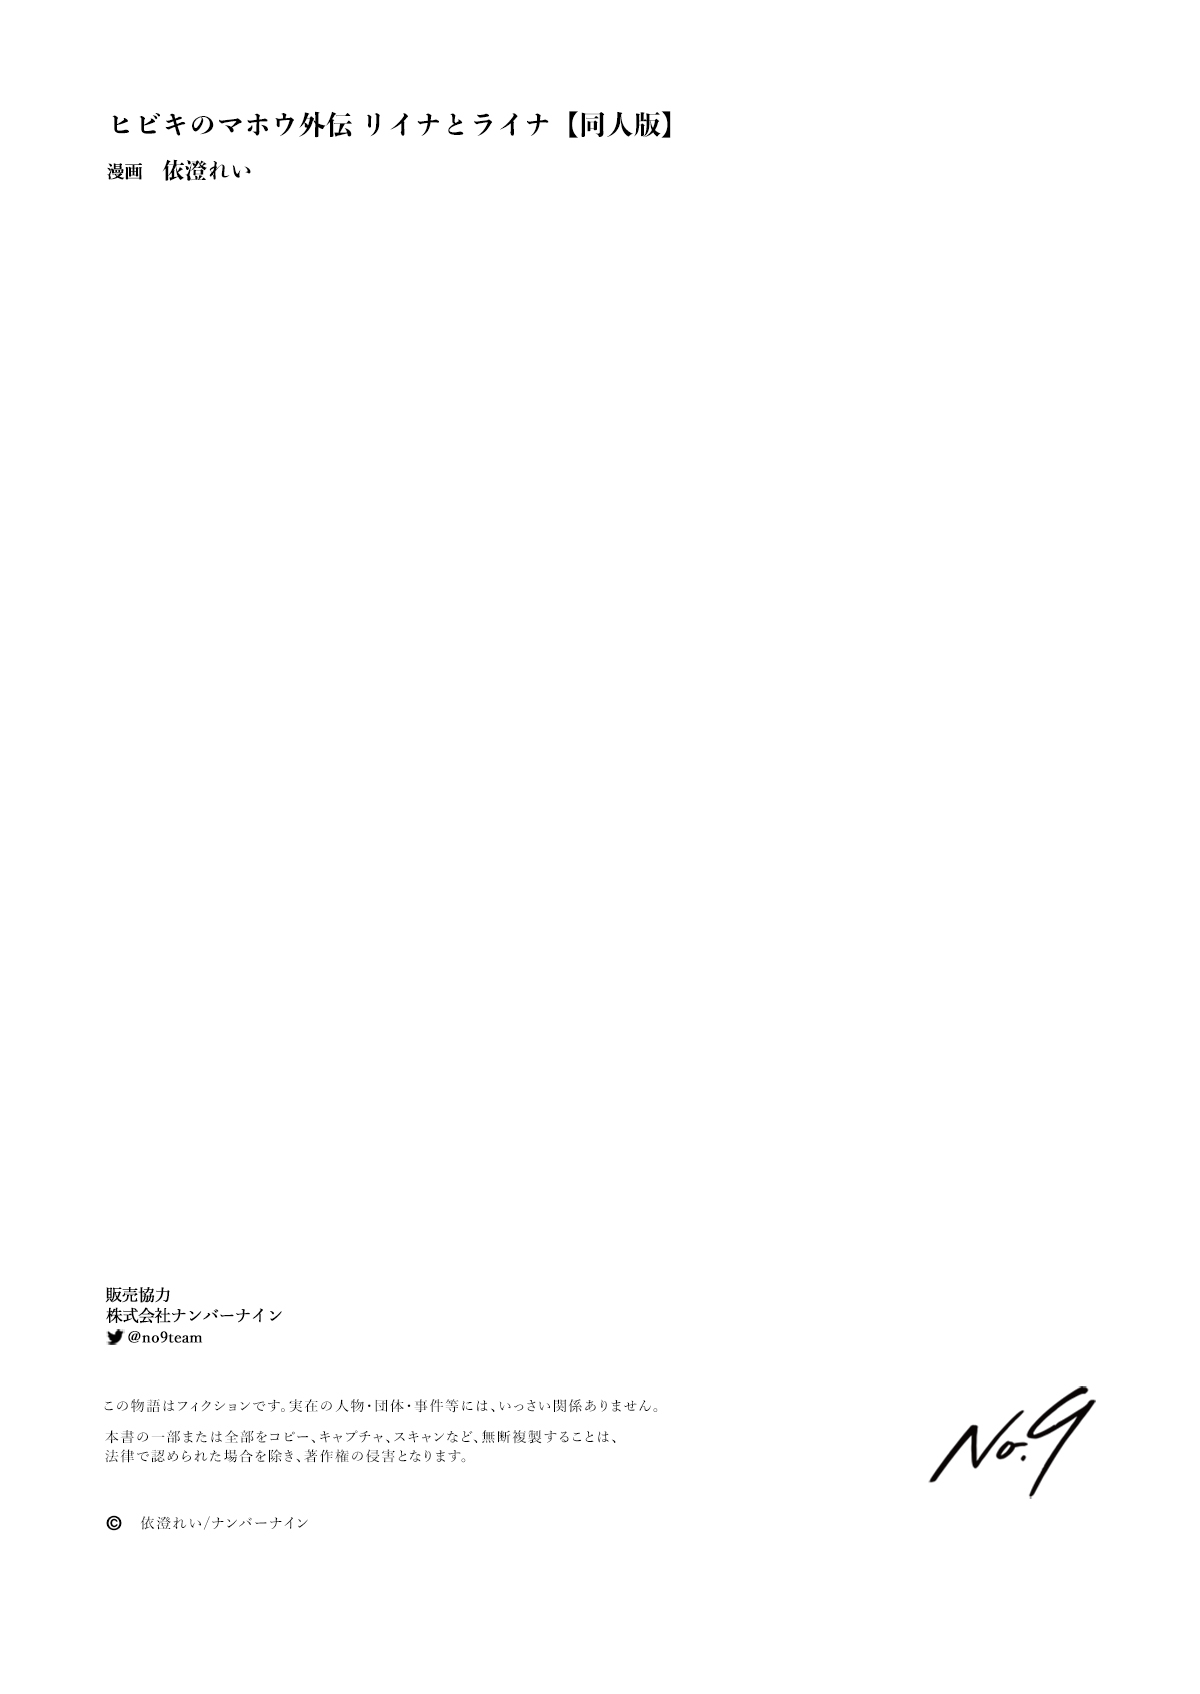 ヒビキのマホウ外伝 リイナとライナ【同人版】
漫画　依澄れい
販売協力
株式会社ナンバーナイン
@no9team
この物語はフィクションです。実在の人物・団体・事件等には、いっさい関係ありません。
本書の一部または全部をコピー、キャプチャ、スキャンなど、無断複製することは、
法律で認められた場合を除き、著作権の侵害となります。
No.9
©　依澄れい/ナンバーナイン